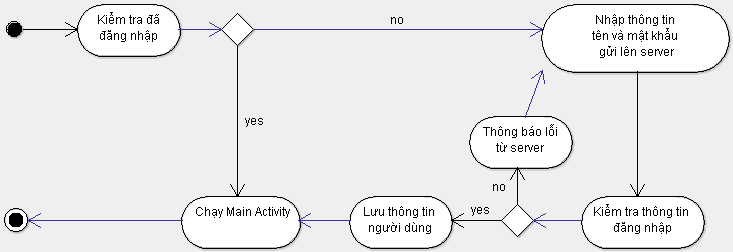 Kiểm tra đã
đăng nhập
no
Nhập thông tin
tên và mật khẩu
gửi lên server
yes
Thông báo lỗi
từ server
no
Chạy Main Activity
Lưu thông tin
người dùng
yes
Kiểm tra thông tin
đăng nhập